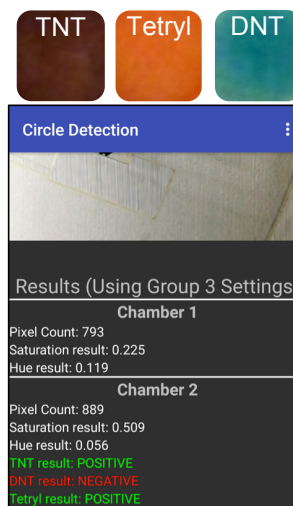 TNT Tetryl DNT
Circle Detection
Results (Using Group 3 Settings
Chamber 1
Pixel Count: 793
Saturation result: 0.225
Hue result: 0.119
Chamber 2
Pixel Count: 889
Saturation result: 0.509
Hue result: 0.056
TNT result: POSITIVE
DNT result: NEGATIVE
Tetryl result: POSITIVE